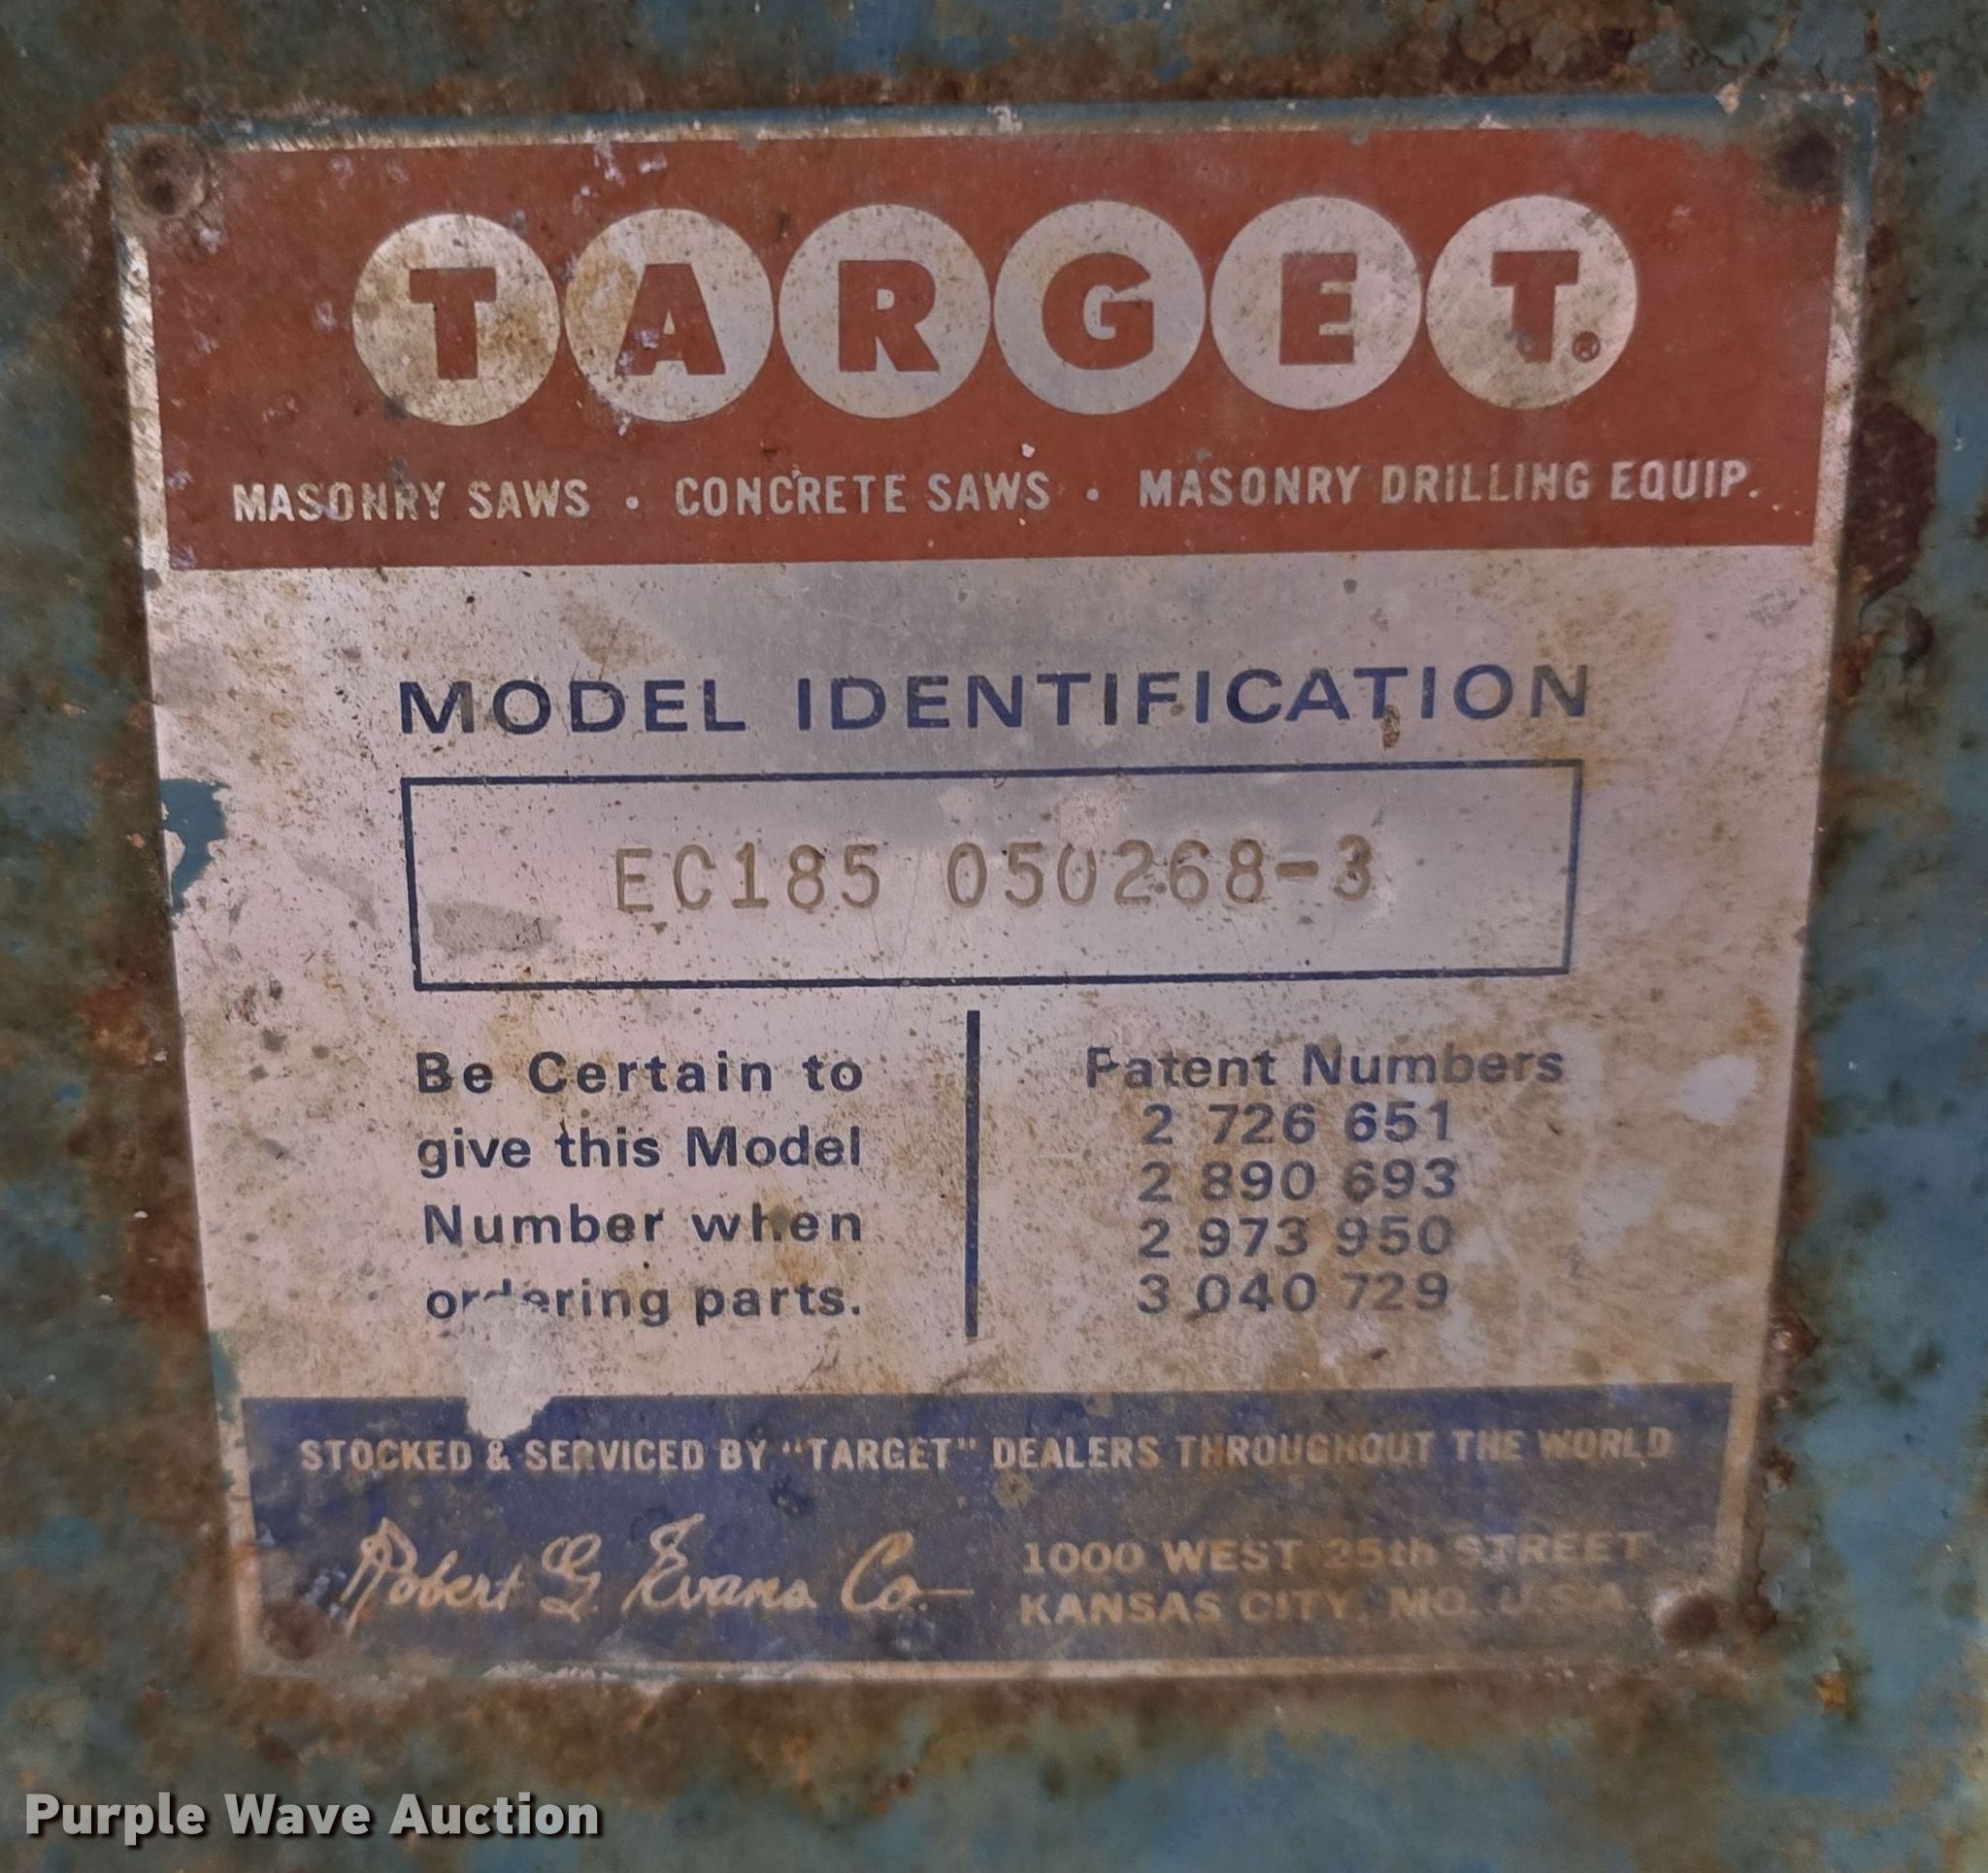 TARGET®
MASONRY SAWS • CONCRETE SAWS • MASONRY DRILLING EQUIP.
MODEL IDENTIFICATION
EC185 050268-3
Be Certain to
give this Model
Number when
ordering parts.
Patent Numbers
2 726 651
2 890 693
2 973 950
3 040 729
STOCKED & SERVICED BY "TARGET" DEALERS THROUGHOUT THE WORLD
Robert G. Evans Co.
1000 WEST 25th STREET
KANSAS CITY, MO. U.S.A.
Purple Wave Auction